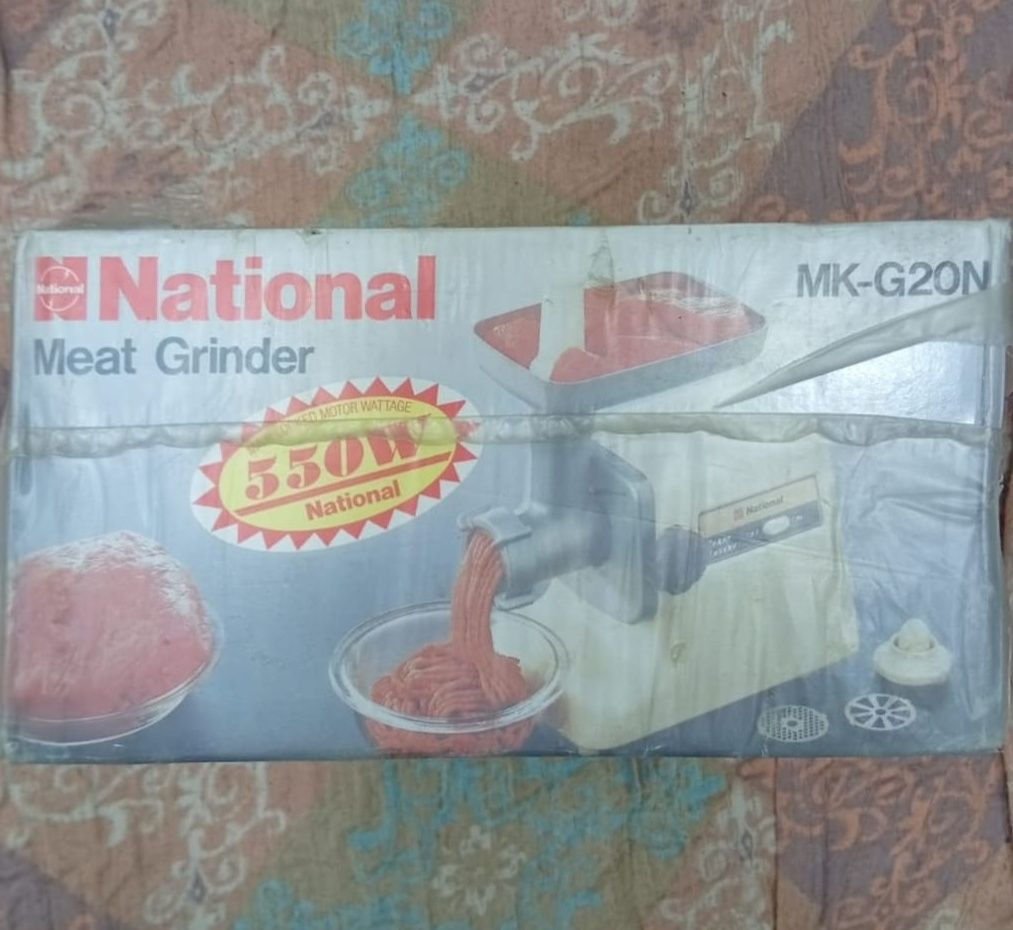 National
National
MK-G20N
Meat Grinder
MOTOR WATTAGE
550W
National
National